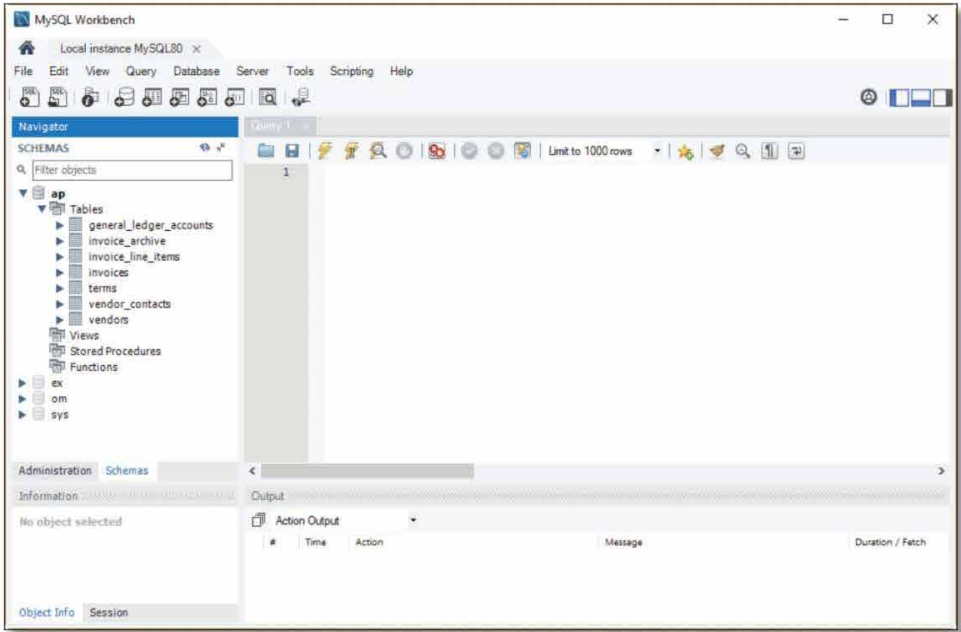 MySQL Workbench
Local instance MySQL80
File Edit View Query Database Server Tools Scripting Help
Navigator
Query 1
SCHEMAS
Limit to 1000 rows
Filter objects
1
ap
Tables
general_ledger_accounts
invoice_archive
invoice_line_items
invoices
terms
vendor_contacts
vendors
Views
Stored Procedures
Functions
ex
om
sys
Administration Schemas
Information
Output
No object selected
Action Output
# Time Action Message Duration / Fetch
Object Info Session